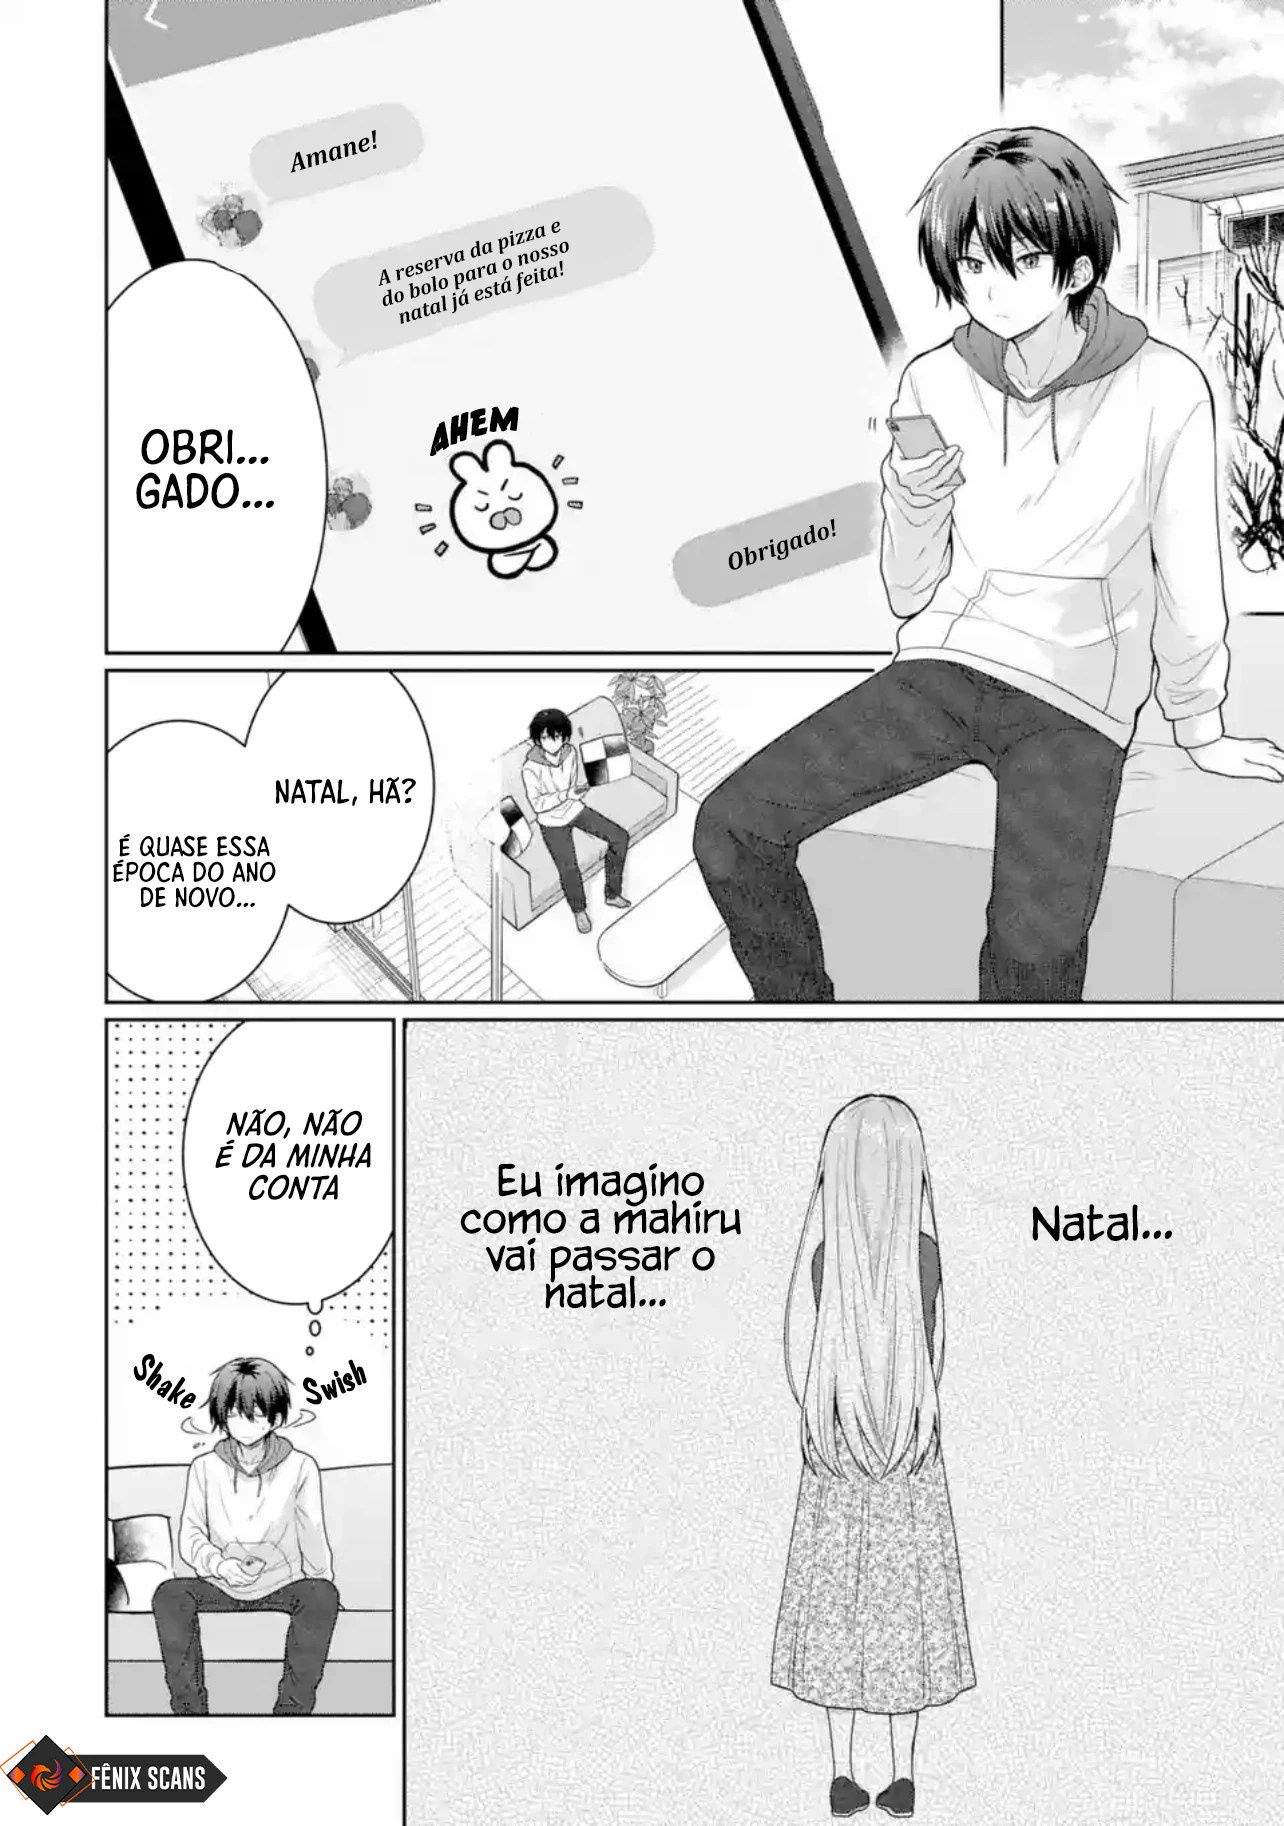 Amane!
A reserva da pizza e
do bolo para o nosso
natal já está feita!
AHEM
Obrigado!
OBRI...
GADO...
NATAL, HÃ?
É QUASE ESSA
ÉPOCA DO ANO
DE NOVO...
Natal...
Eu imagino
como a mahiru
vai passar o
natal...
NÃO, NÃO
É DA MINHA
CONTA
Shake
Swish
FÊNIX SCANS